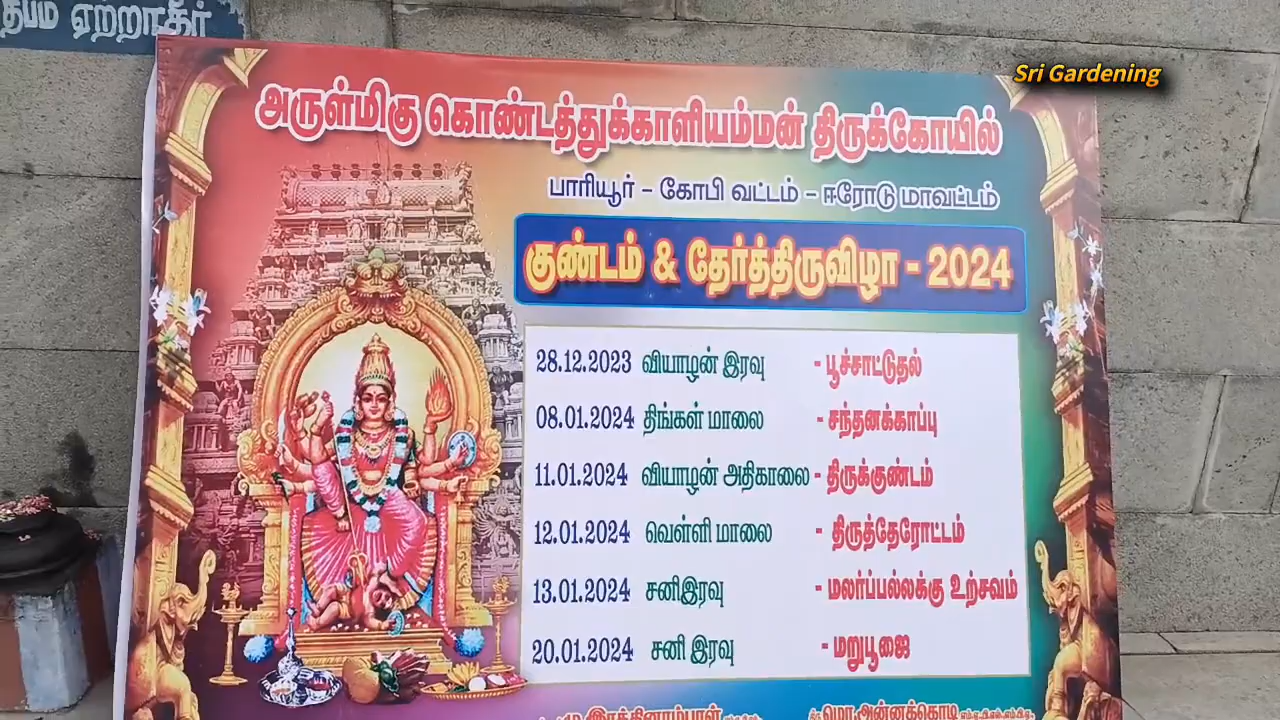 ஏற்றாதீர்
Sri Gardening
அருள்மிகு கொண்டத்துக்காளியம்மன் திருக்கோயில்
பாரியூர் – கோபி வட்டம் – ஈரோடு மாவட்டம்
குண்டம் & தேர்த்திருவிழா - 2024
28.12.2023 வியாழன் இரவு - பூச்சாட்டுதல்
08.01.2024 திங்கள் மாலை - சந்தனக்காப்பு
11.01.2024 வியாழன் அதிகாலை - திருக்குண்டம்
12.01.2024 வெள்ளி மாலை - திருத்தேரோட்டம்
13.01.2024 சனிஇரவு - மலர்ப்பல்லக்கு உற்சவம்
20.01.2024 சனி இரவு - மறுபூஜை